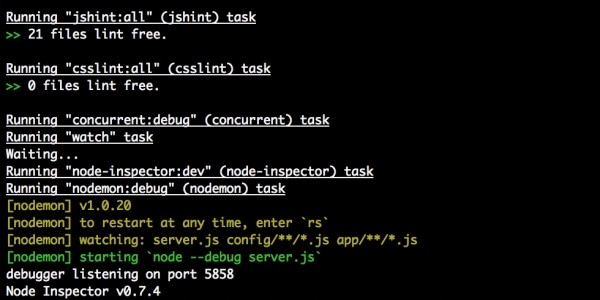 Running "jshint:all" (jshint) task
>> 21 files lint free.
Running "csslint:all" (csslint) task
>> 0 files lint free.
Running "concurrent:debug" (concurrent) task
Running "watch" task
Waiting...
Running "node-inspector:dev" (node-inspector) task
Running "nodemon:debug" (nodemon) task
[nodemon] v1.0.20
[nodemon] to restart at any time, enter `rs`
[nodemon] watching: server.js config/**/*.js app/**/*.js
[nodemon] starting `node --debug server.js`
debugger listening on port 5858
Node Inspector v0.7.4